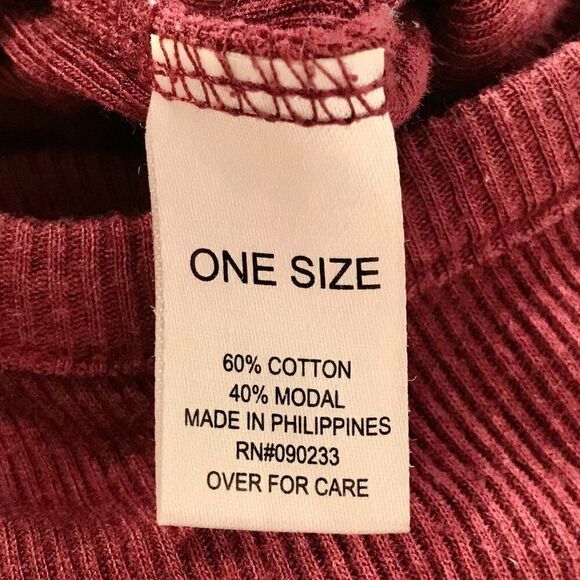 ONE SIZE
60% COTTON
40% MODAL
MADE IN PHILIPPINES
RN#090233
OVER FOR CARE